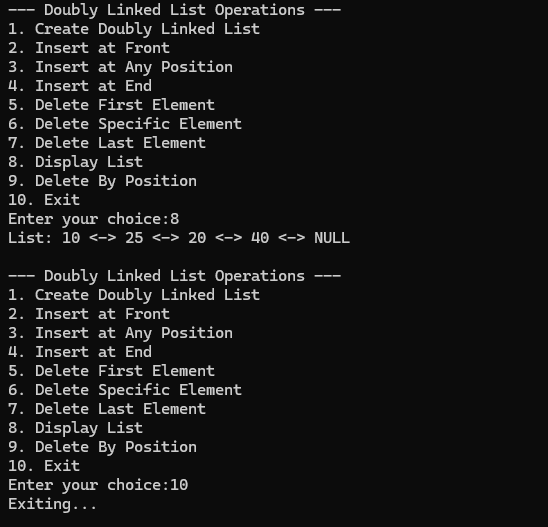 --- Doubly Linked List Operations ---
1. Create Doubly Linked List
2. Insert at Front
3. Insert at Any Position
4. Insert at End
5. Delete First Element
6. Delete Specific Element
7. Delete Last Element
8. Display List
9. Delete By Position
10. Exit
Enter your choice:8
List: 10 <-> 25 <-> 20 <-> 40 <-> NULL

--- Doubly Linked List Operations ---
1. Create Doubly Linked List
2. Insert at Front
3. Insert at Any Position
4. Insert at End
5. Delete First Element
6. Delete Specific Element
7. Delete Last Element
8. Display List
9. Delete By Position
10. Exit
Enter your choice:10
Exiting...